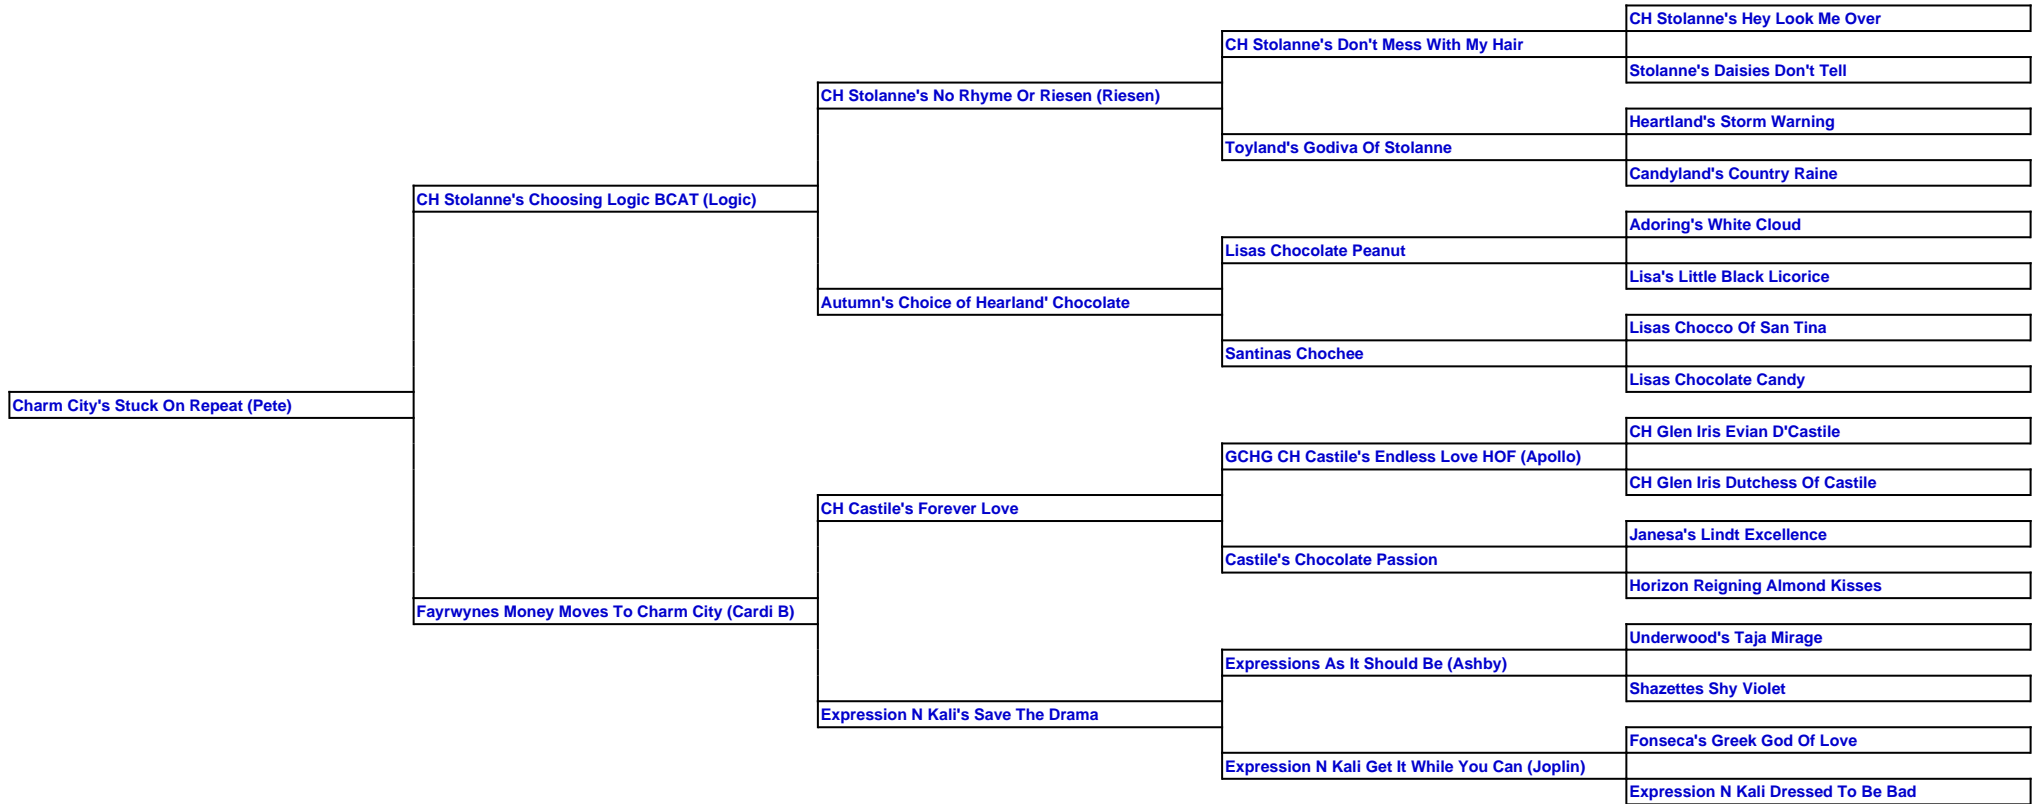 CH Stolanne's Hey Look Me Over
CH Stolanne's Don't Mess With My Hair
Stolanne's Daisies Don't Tell
CH Stolanne's No Rhyme Or Riesen (Riesen)
Heartland's Storm Warning
Toyland's Godiva Of Stolanne
Candyland's Country Raine
CH Stolanne's Choosing Logic BCAT (Logic)
Adoring's White Cloud
Lisas Chocolate Peanut
Lisa's Little Black Licorice
Autumn's Choice of Hearland' Chocolate
Lisas Chocco Of San Tina
Santinas Chochee
Lisas Chocolate Candy
Charm City's Stuck On Repeat (Pete)
CH Glen Iris Evian D'Castile
GCHG CH Castile's Endless Love HOF (Apollo)
CH Glen Iris Dutchess Of Castile
CH Castile's Forever Love
Janesa's Lindt Excellence
Castile's Chocolate Passion
Horizon Reigning Almond Kisses
Fayrwynes Money Moves To Charm City (Cardi B)
Underwood's Taja Mirage
Expressions As It Should Be (Ashby)
Shazettes Shy Violet
Expression N Kali's Save The Drama
Fonseca's Greek God Of Love
Expression N Kali Get It While You Can (Joplin)
Expression N Kali Dressed To Be Bad